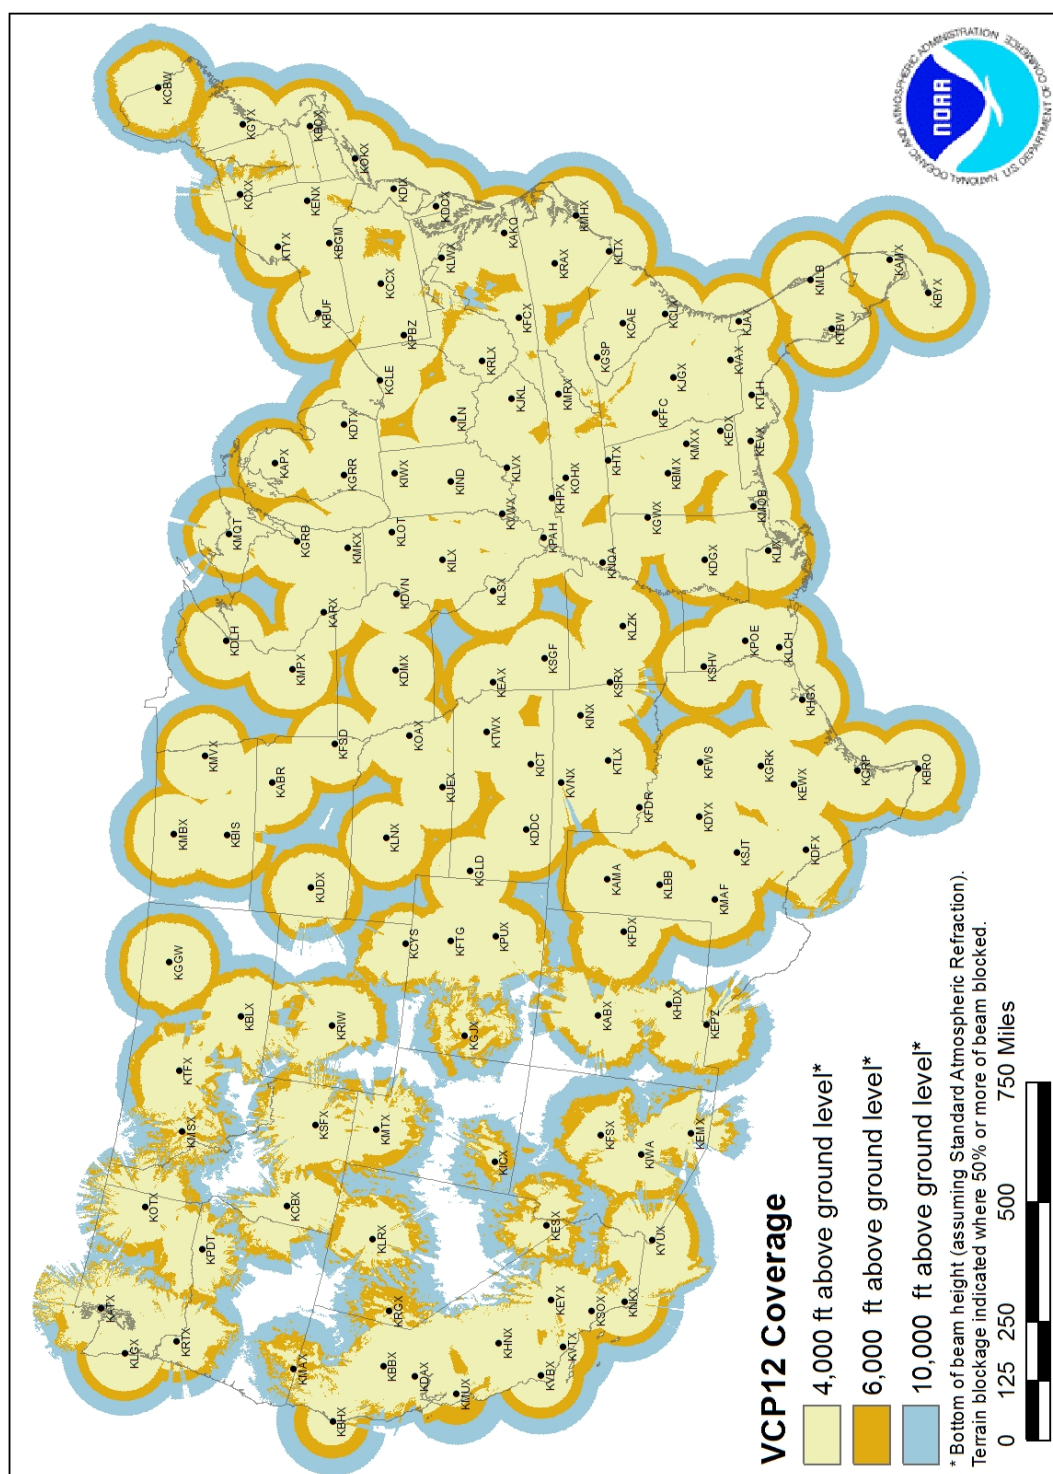 KCBW
KGYX
KBOX
KCXX
KENX
KOKX
KTYX
KBGM
KDIX
KDOX
KBUF
KCCX
KLWX
KAKQ
KMHX
KPBZ
KRAX
KLTX
KCLE
KRLX
KFCX
KCAE
KCLX
KDTX
KILN
KJKL
KMRX
KGSP
KJGX
KJAX
KVAX
KMLB
KAMX
KBYX
KTBW
KAPX
KGRR
KIWX
KIND
KLVX
KOHX
KHPX
KHTX
KFFC
KBMX
KMXX
KEOX
KTLH
KEVX
KMQT
KGRB
KMKX
KLOT
KILX
KVWX
KPAH
KNQA
KGWX
KDGX
KMOB
KLIX
KDLH
KMPX
KARX
KDVN
KDMX
KLSX
KEAX
KSGF
KLZK
KSRX
KSHV
KPOE
KLCH
KHGX
KMVX
KABR
KFSD
KOAX
KUEX
KTWX
KICT
KINX
KTLX
KVNX
KFDR
KFWS
KGRK
KEWX
KCRP
KBRO
KMBX
KBIS
KUDX
KLNX
KGLD
KDDC
KAMA
KLBB
KDYX
KSJT
KMAF
KDFX
KGGW
KBLX
KRIW
KCYS
KFTG
KPUX
KFDX
KGJX
KABX
KHDX
KEPZ
KTFX
KMSX
KSFX
KMTX
KICX
KFSX
KIWA
KEMX
KOTX
KPDT
KCBX
KLRX
KESX
KYUX
KATX
KLGX
KRTX
KMAX
KRGX
KBHX
KBBX
KDAX
KMUX
KHNX
KEYX
KSOX
KNKX
KVBX
KVTX
NOAA
NATIONAL OCEANIC AND ATMOSPHERIC ADMINISTRATION
U.S. DEPARTMENT OF COMMERCE
VCP12 Coverage
4,000 ft above ground level*
6,000 ft above ground level*
10,000 ft above ground level*
* Bottom of beam height (assuming Standard Atmospheric Refraction).
Terrain blockage indicated where 50% or more of beam blocked.
0 125 250 500 750 Miles